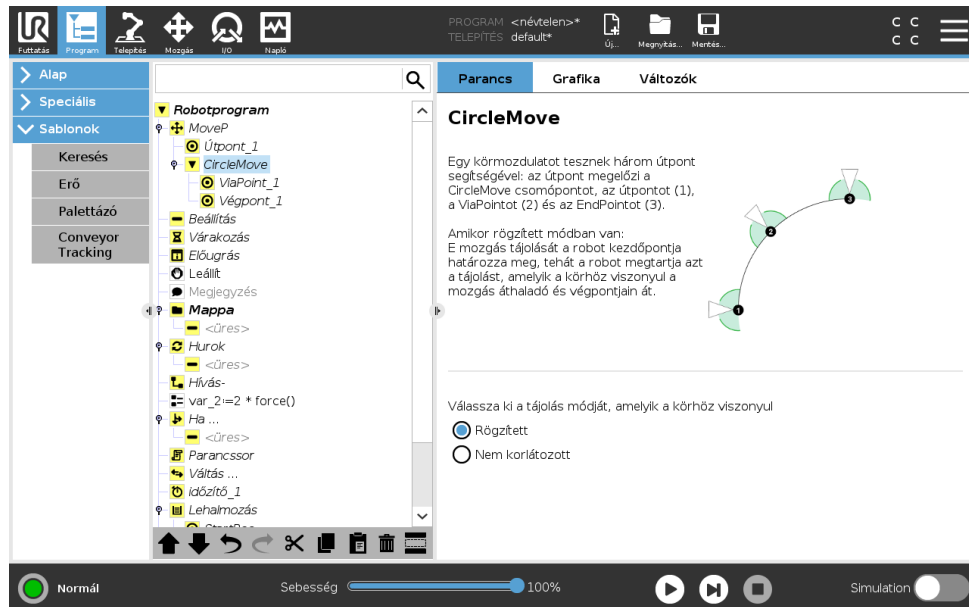 UR
PROGRAM <névtelen>*
TELEPÍTÉS default*
Futtatás Program Telepítés Mozgás I/O Napló
Új... Megnyitás... Mentés...
C C
C C
Alap
Speciális
Sablonok
Keresés
Erő
Palettázó
Conveyor
Tracking
Robotprogram
MoveP
Útpont_1
CircleMove
ViaPoint_1
Végpont_1
Beállítás
Várakozás
Előugrás
Leállít
Megjegyzés
Mappa
<üres>
Hurok
<üres>
Hívás-
var_2≔2 * force()
Ha ...
<üres>
Parancssor
Váltás ...
időzítő_1
Lehalmozás
Parancs Grafika Változók
CircleMove
Egy körmozdulatot tesznek három útpont
segítségével: az útpont megelőzi a
CircleMove csomópontot, az útpontot (1),
a ViaPointot (2) és az EndPointot (3).
Amikor rögzített módban van:
E mozgás tájolását a robot kezdőpontja
határozza meg, tehát a robot megtartja azt
a tájolást, amelyik a körhöz viszonyul a
mozgás áthaladó és végpontjain át.
1
2
3
Válassza ki a tájolás módját, amelyik a körhöz viszonyul
Rögzített
Nem korlátozott
Normál
Sebesség 100%
Simulation